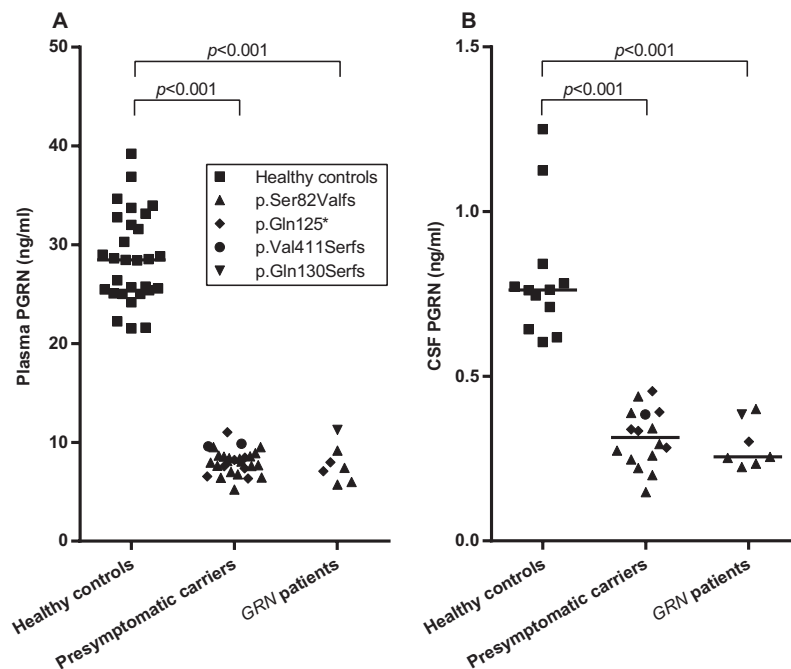 A
50
40
30
20
10
0
Plasma PGRN (ng/ml)
p<0.001
p<0.001
Healthy controls
p.Ser82Valfs
p.Gln125*
p.Val411Serfs
p.Gln130Serfs
Healthy controls
Presymptomatic carriers
GRN patients
B
1.5
1.0
0.5
0.0
CSF PGRN (ng/ml)
p<0.001
p<0.001
Healthy controls
Presymptomatic carriers
GRN patients